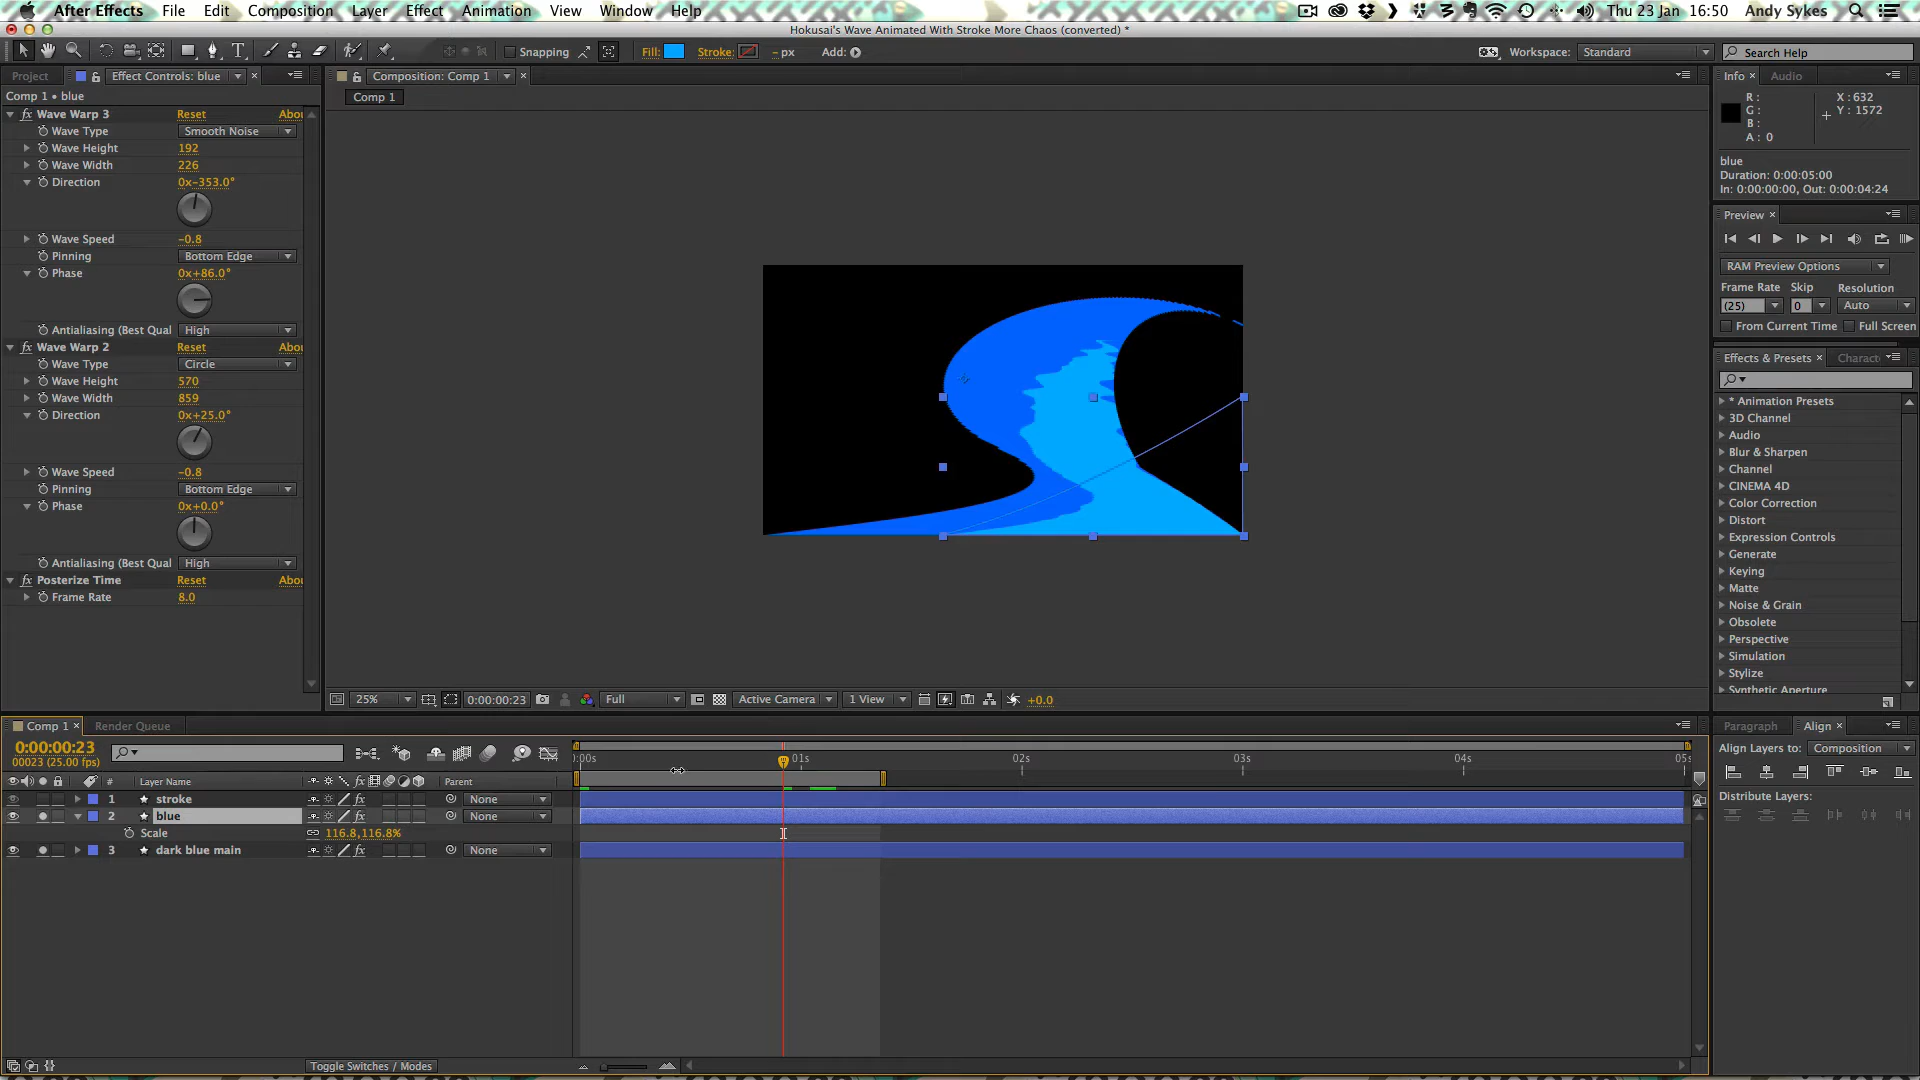 After Effects File Edit Composition Layer Effect Animation View Window Help Thu 23 Jan 16:50 Andy Sykes
Hokusai's Wave Animated With Stroke More Chaos (converted) *
Snapping Fill: Stroke: - px Add: Workspace: Standard Search Help
Project Effect Controls: blue Composition: Comp 1 Info Audio
Comp 1 • blue Comp 1
R: X: 632
G: Y: 1572
B:
A: 0
blue
Duration: 0:00:05:00
In: 0:00:00:00, Out: 0:00:04:24
Wave Warp 3 Reset Abou
Wave Type Smooth Noise
Wave Height 192
Wave Width 226
Direction 0x-353.0°
Wave Speed -0.8
Pinning Bottom Edge
Phase 0x+86.0°
Antialiasing (Best Qual High
Wave Warp 2 Reset Abou
Wave Type Circle
Wave Height 570
Wave Width 859
Direction 0x+25.0°
Wave Speed -0.8
Pinning Bottom Edge
Phase 0x+0.0°
Antialiasing (Best Qual High
Posterize Time Reset Abou
Frame Rate 8.0
Preview
RAM Preview Options
Frame Rate Skip Resolution
(25) 0 Auto
From Current Time Full Screen
Effects & Presets Charact
* Animation Presets
3D Channel
Audio
Blur & Sharpen
Channel
CINEMA 4D
Color Correction
Distort
Expression Controls
Generate
Keying
Matte
Noise & Grain
Obsolete
Perspective
Simulation
Stylize
Synthetic Aperture
25% 0:00:00:23 Full Active Camera 1 View +0.0
Comp 1 Render Queue
0:00:00:23
00023 (25.00 fps)
):00s 01s 02s 03s 04s 05s
# Layer Name Parent
1 stroke None
2 blue None
Scale 116.8,116.8%
3 dark blue main None
Toggle Switches / Modes
Paragraph Align
Align Layers to: Composition
Distribute Layers: